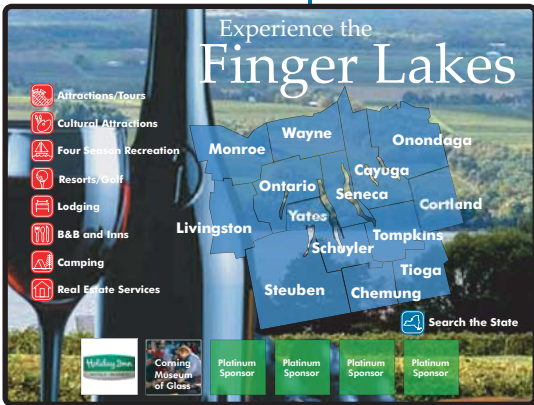 Experience the
Finger Lakes
Attractions/Tours
Cultural Attractions
Four Season Recreation
Resorts/Golf
Lodging
B&B and Inns
Camping
Real Estate Services
Wayne
Monroe
Onondaga
Cayuga
Ontario
Seneca
Yates
Cortland
Livingston
Tompkins
Schuyler
Tioga
Steuben
Chemung
Search the State
Holiday Inn
Corning
Museum
of Glass
Platinum
Sponsor
Platinum
Sponsor
Platinum
Sponsor
Platinum
Sponsor